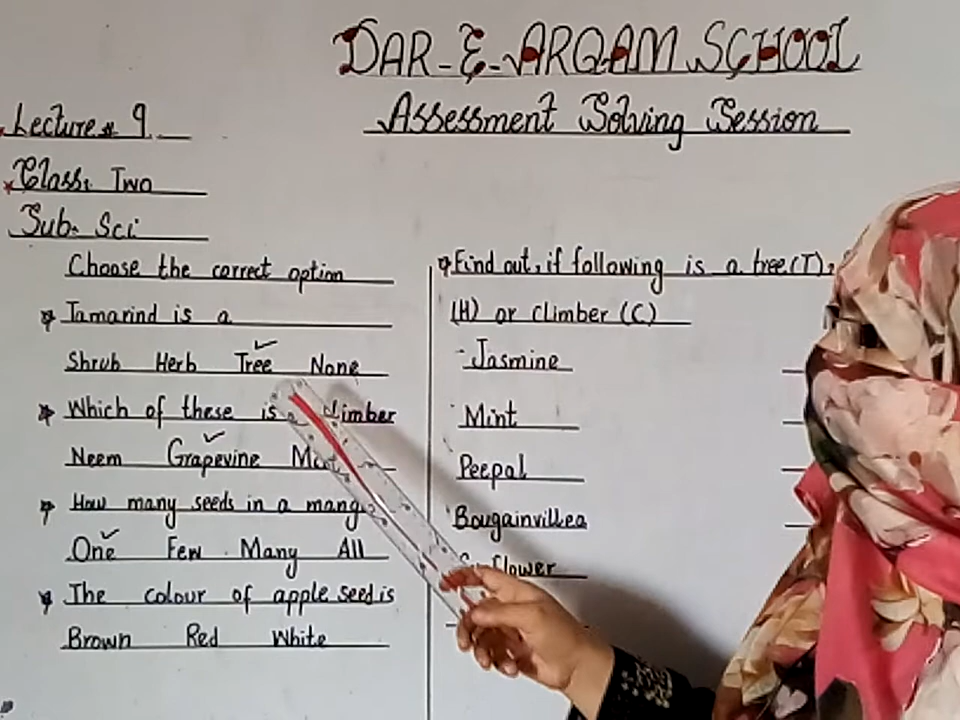 DAR-E-ARQAM SCHOOL
Assessment Solving Session
Lecture # 9
Class: Two
Sub: Sci
Choose the correct option
Tamarind is a
Shrub Herb Tree None
Which of these is a climber
Neem Grapevine
How many seeds in a mango
One Few Many All
The colour of apple seed is
Brown Red White
Find out, if following is a tree (T),
(H) or climber (C)
Jasmine
Mint
Peepal
Bougainvillea